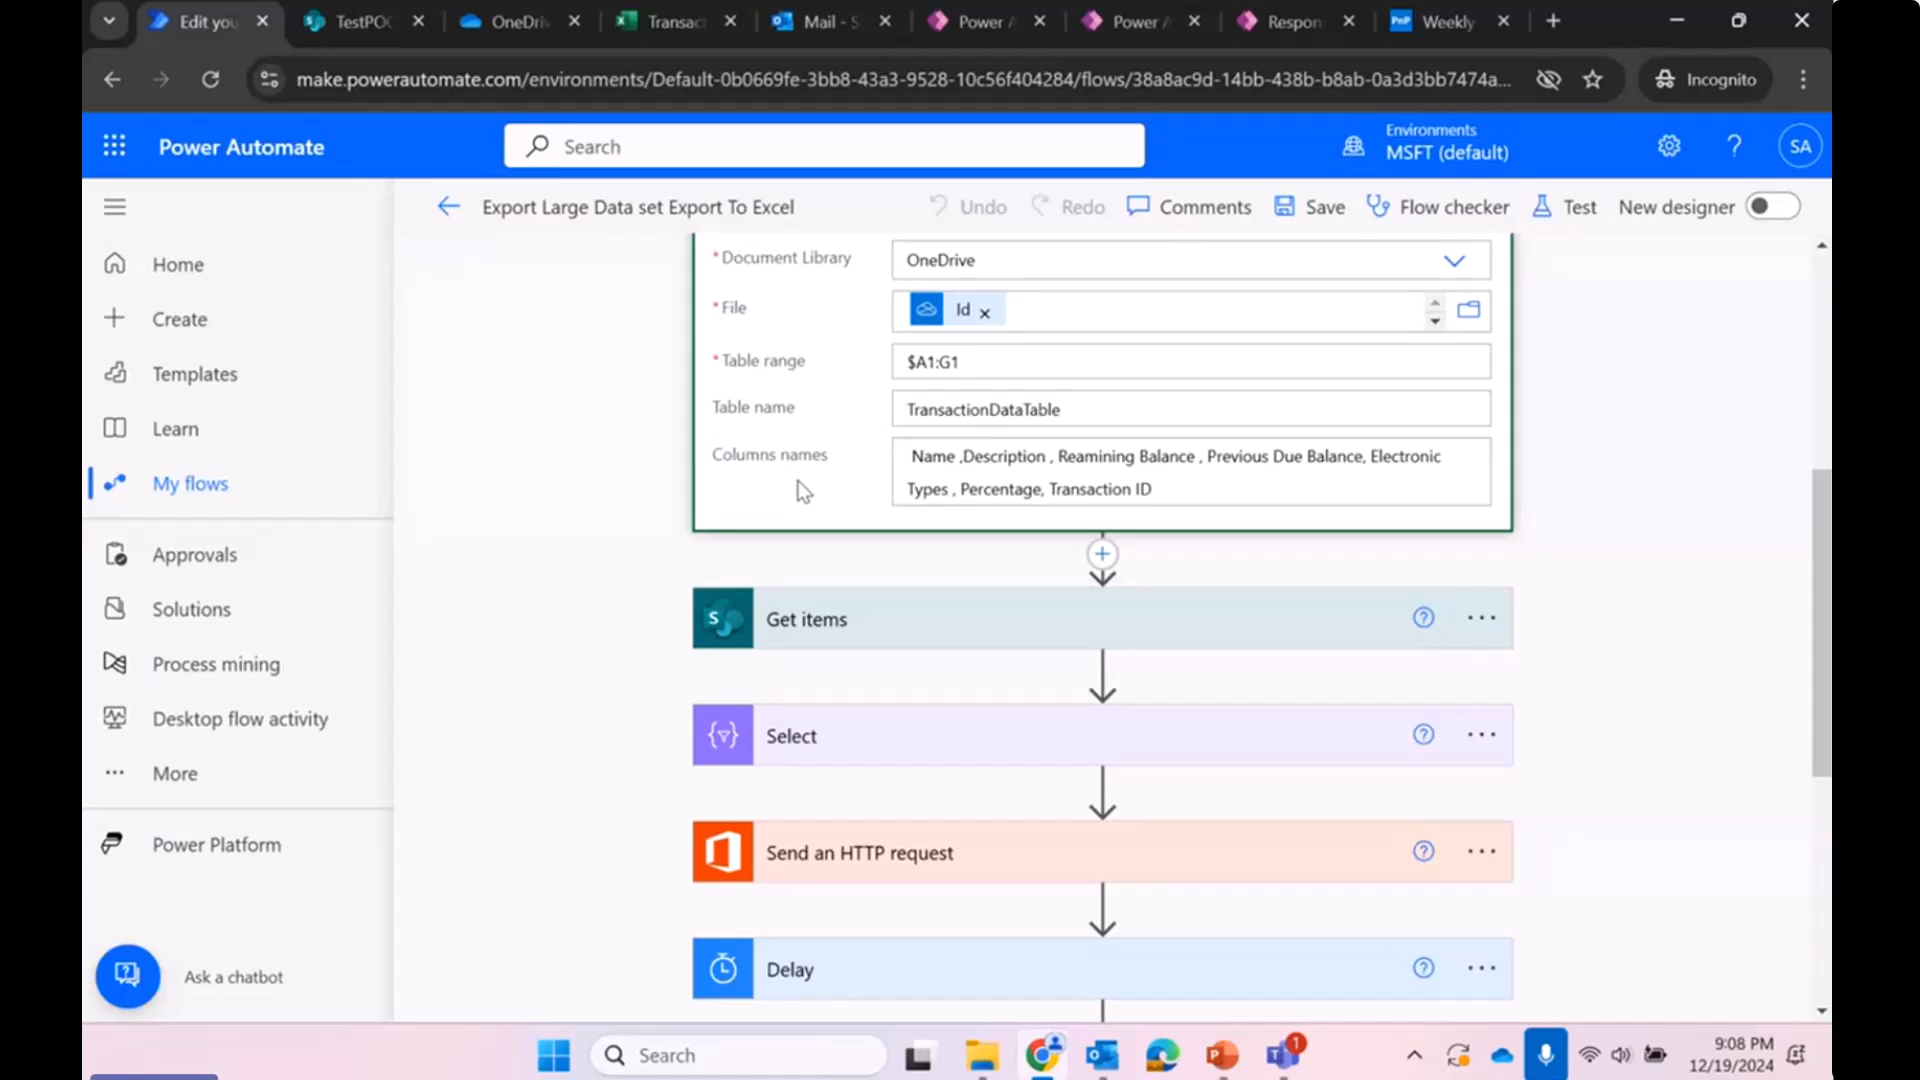 Edit you
TestPOC
OneDriv
Transact
Mail - S
Power A
Power A
Respon
PnP Weekly
make.powerautomate.com/environments/Default-0b0669fe-3bb8-43a3-9528-10c56f404284/flows/38a8ac9d-14bb-438b-b8ab-0a3d3bb7474a...
Incognito
Power Automate
Search
Environments
MSFT (default)
SA
Export Large Data set Export To Excel
Undo
Redo
Comments
Save
Flow checker
Test
New designer
Home
Create
Templates
Learn
My flows
Approvals
Solutions
Process mining
Desktop flow activity
More
Power Platform
Ask a chatbot
* Document Library
OneDrive
* File
Id
* Table range
$A1:G1
Table name
TransactionDataTable
Columns names
Name ,Description , Reamining Balance , Previous Due Balance, Electronic
Types , Percentage, Transaction ID
Get items
Select
Send an HTTP request
Delay
Search
1
9:08 PM
12/19/2024